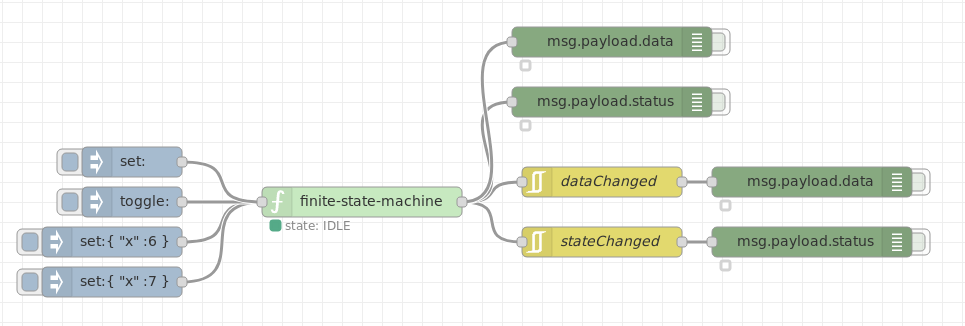 msg.payload.data
msg.payload.status
set:
toggle:
set:{ "x" :6 }
set:{ "x" :7 }
finite-state-machine
state: IDLE
dataChanged
msg.payload.data
stateChanged
msg.payload.status